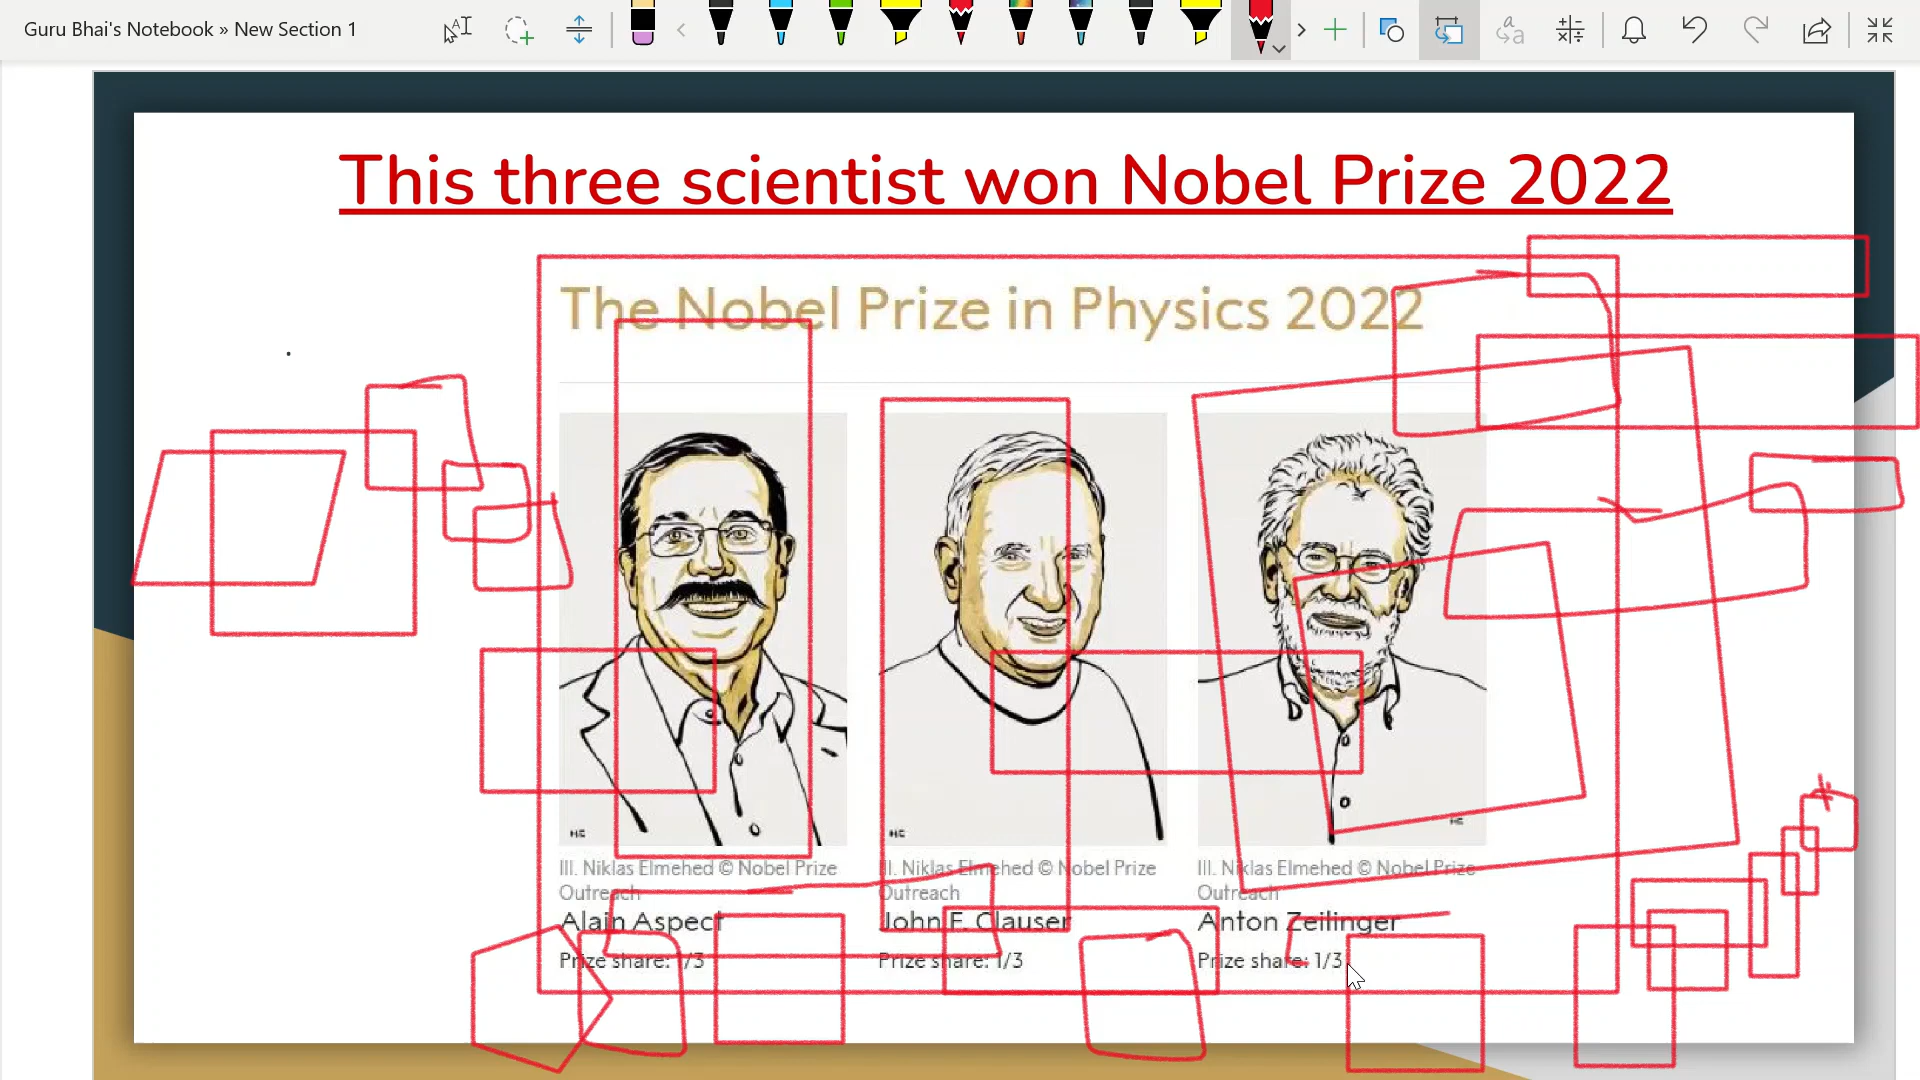 Guru Bhai's Notebook » New Section 1
This three scientist won Nobel Prize 2022
The Nobel Prize in Physics 2022
Ill. Niklas Elmehed © Nobel Prize
Outreach
Alain Aspect
Prize share: 1/3
Ill. Niklas Elmehed © Nobel Prize
Outreach
John F. Clauser
Prize share: 1/3
Ill. Niklas Elmehed © Nobel Prize
Outreach
Anton Zeilinger
Prize share: 1/3